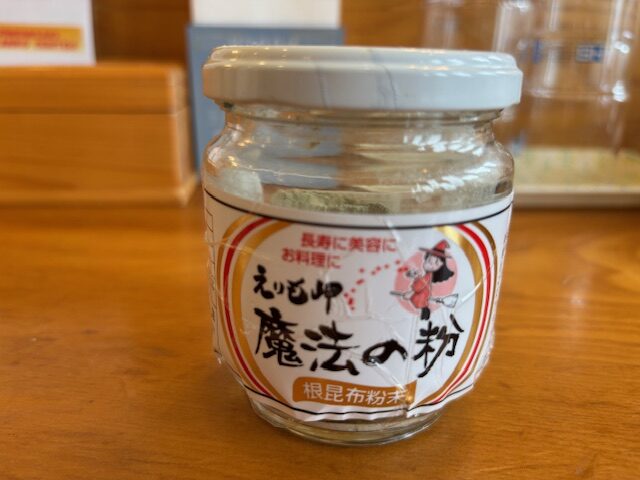 長寿に美容に
お料理に
えりも岬
魔法の粉
根昆布粉末